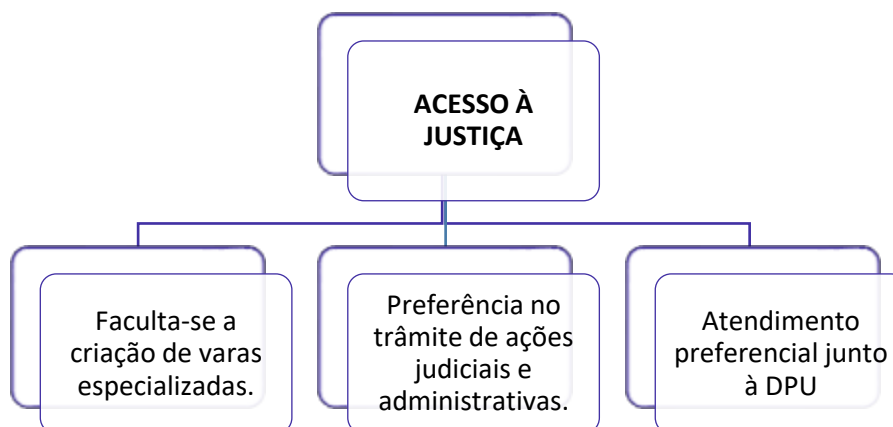 ACESSO À
JUSTIÇA
Faculta-se a
criação de varas
especializadas.
Preferência no
trâmite de ações
judiciais e
administrativas.
Atendimento
preferencial junto
à DPU